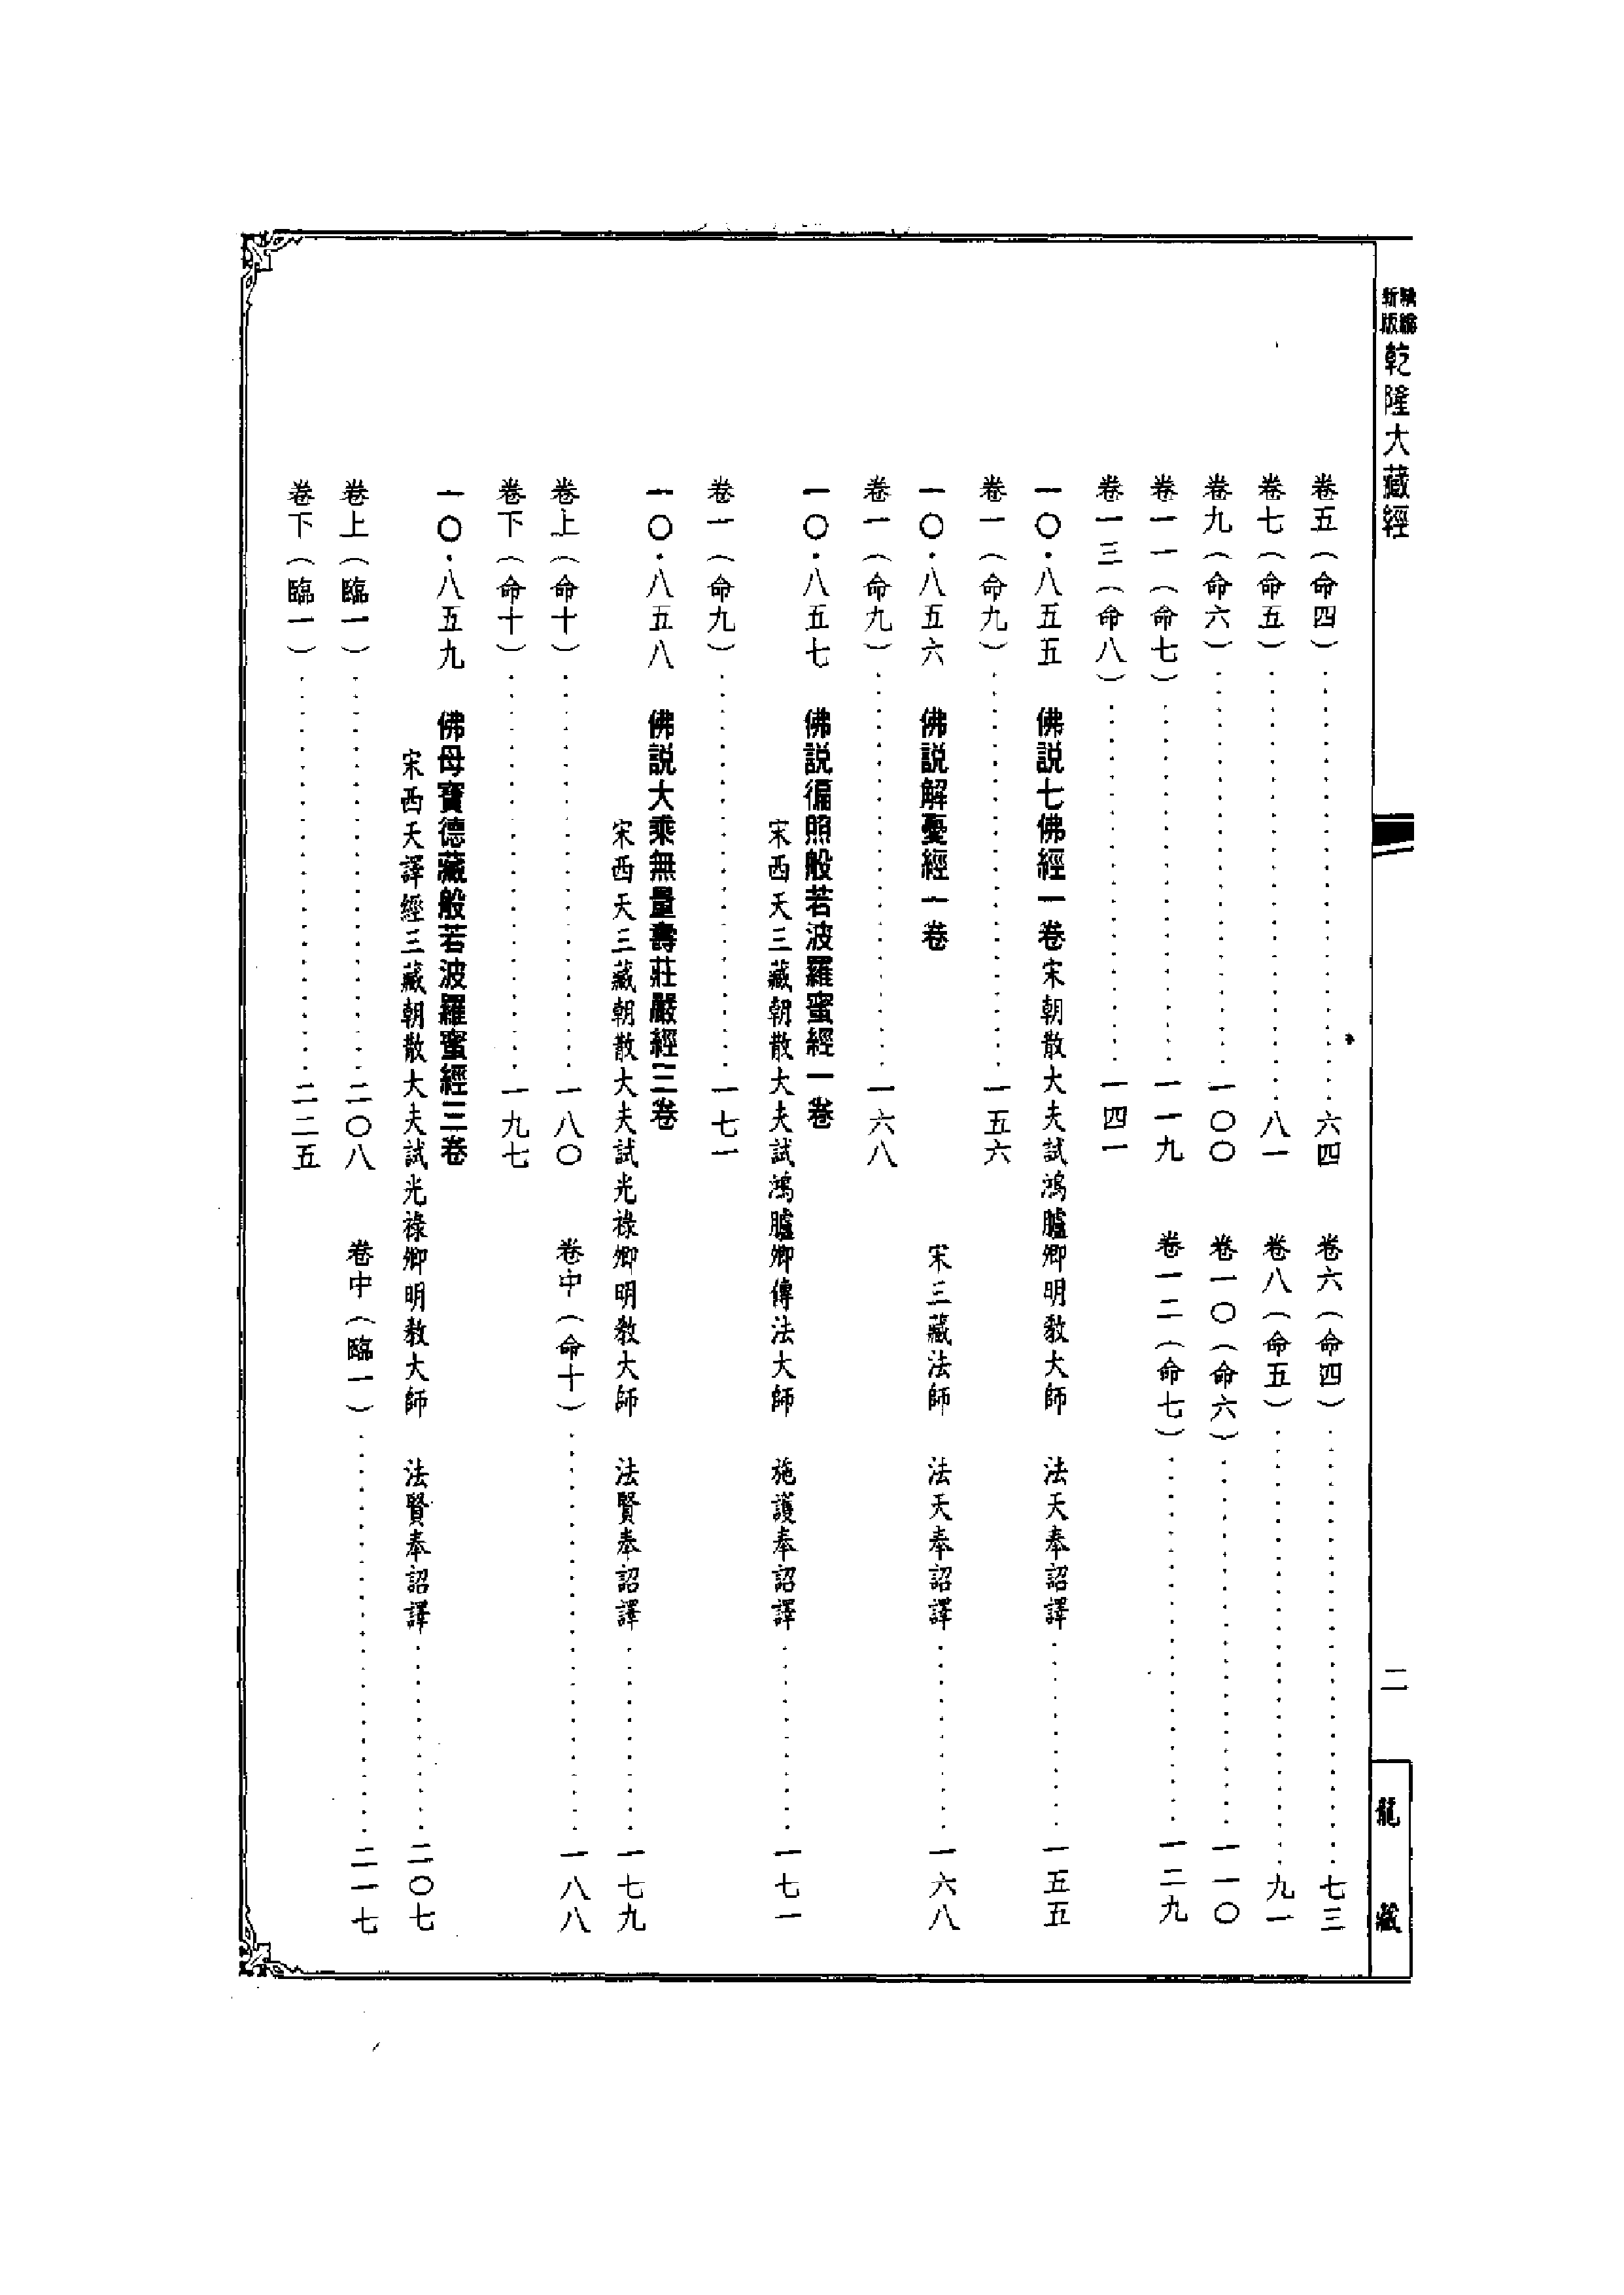 新版
乾隆大藏經
二
龍藏
卷五（命四）……六四　卷六（命四）……七三
卷七（命五）……八一　卷八（命五）……九一
卷九（命六）……一〇〇　卷一〇（命六）……一一〇
卷一一（命七）……一一九　卷一二（命七）……一二九
卷一三（命八）……一四一
一〇·八五五　佛説七佛經一卷宋朝散大夫試鴻臚卿明教大師　法天奉詔譯……一五五
卷一（命九）……一五六
一〇·八五六　佛説解憂經一卷　宋三藏法師　法天奉詔譯……一六八
卷一（命九）……一六八
一〇·八五七　佛説徧照般若波羅蜜經一卷
宋西天三藏朝散大夫試鴻臚卿傳法大師　施護奉詔譯……一七一
卷一（命九）……一七一
一〇·八五八　佛説大乘無量壽莊嚴經三卷
宋西天三藏朝散大夫試光祿卿明教大師　法賢奉詔譯……一七九
卷上（命十）……一八〇　卷中（命十）……一八八
卷下（命十）……一九七
一〇·八五九　佛母寶德藏般若波羅蜜經三卷
宋西天譯經三藏朝散大夫試光祿卿明教大師　法賢奉詔譯……二〇七
卷上（臨一）……二〇八　卷中（臨一）……二一七
卷下（臨一）……二二五